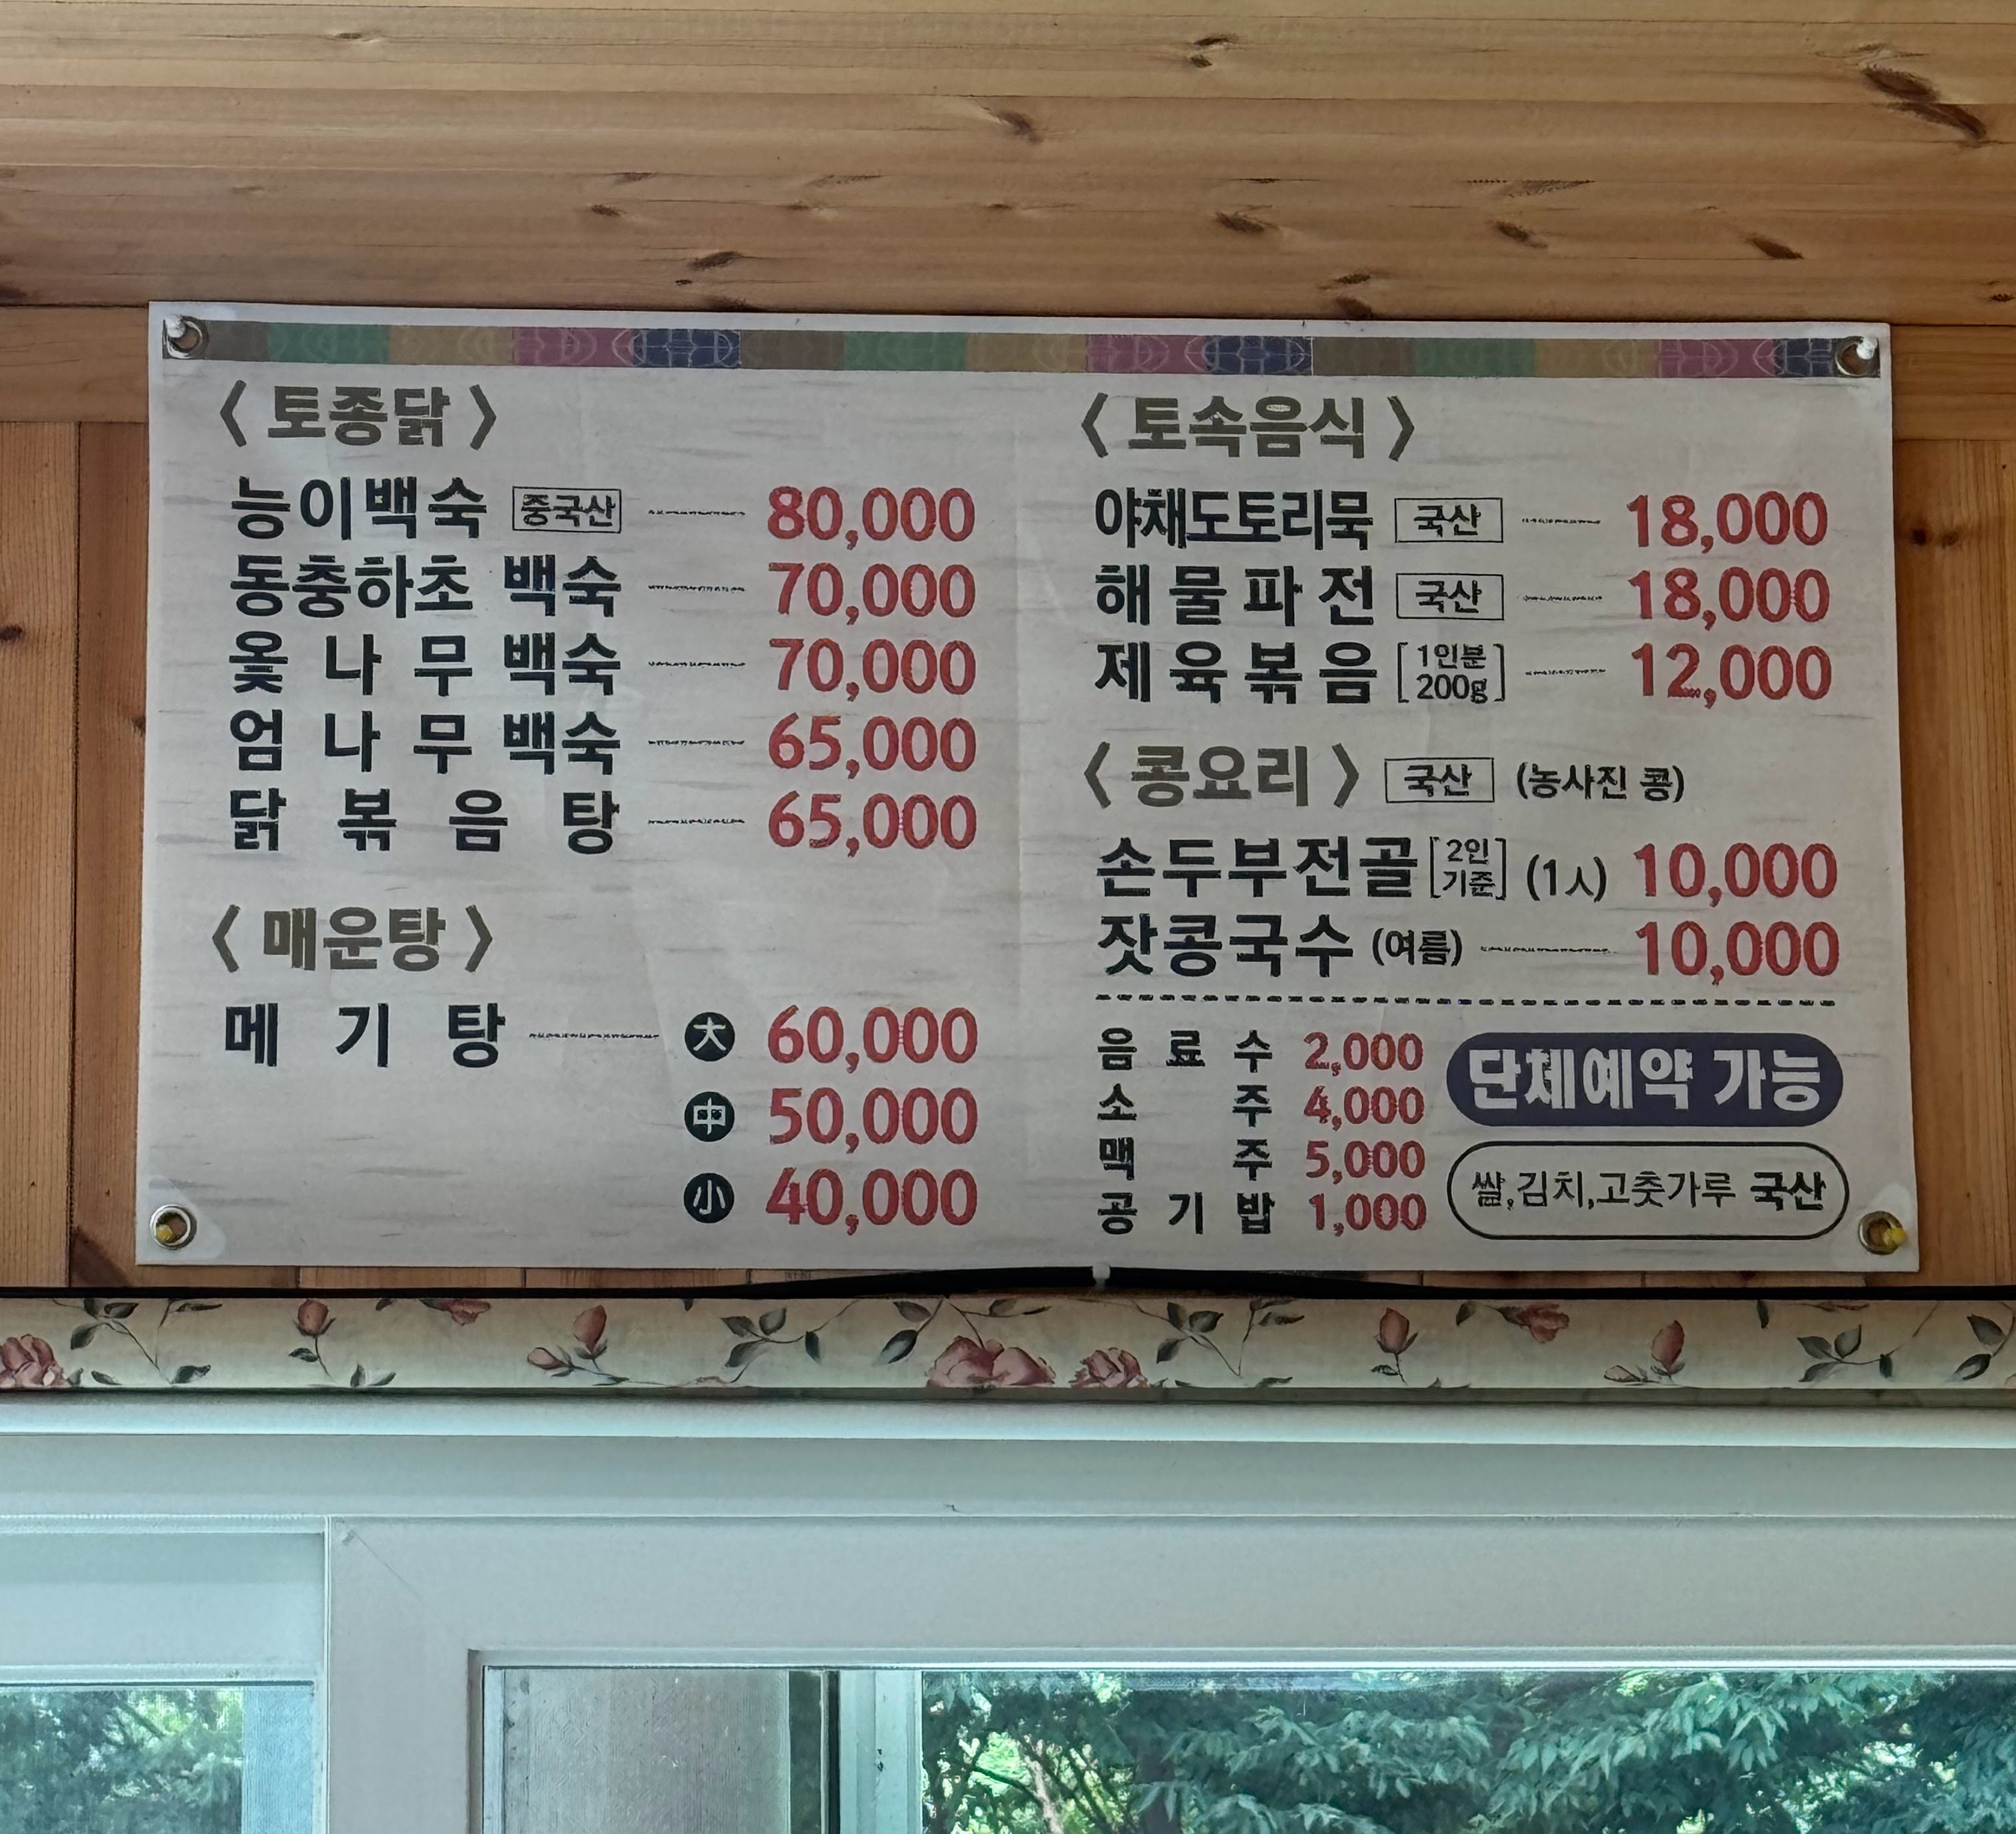 < 토종닭 >
능이백숙 중국산 80,000
동충하초 백숙 70,000
옻나무백숙 70,000
엄나무백숙 65,000
닭볶음탕 65,000
< 매운탕 >
메기탕 大 60,000
中 50,000
小 40,000
< 토속음식 >
야채도토리묵 국산 18,000
해물파전 국산 18,000
제육볶음 [1인분 200g] 12,000
< 콩요리 > 국산 (농사진 콩)
손두부전골 [2인 기준] (1人) 10,000
잣콩국수 (여름) 10,000
음료수 2,000
소주 4,000
맥주 5,000
공기밥 1,000
단체예약 가능
쌀,김치,고춧가루 국산